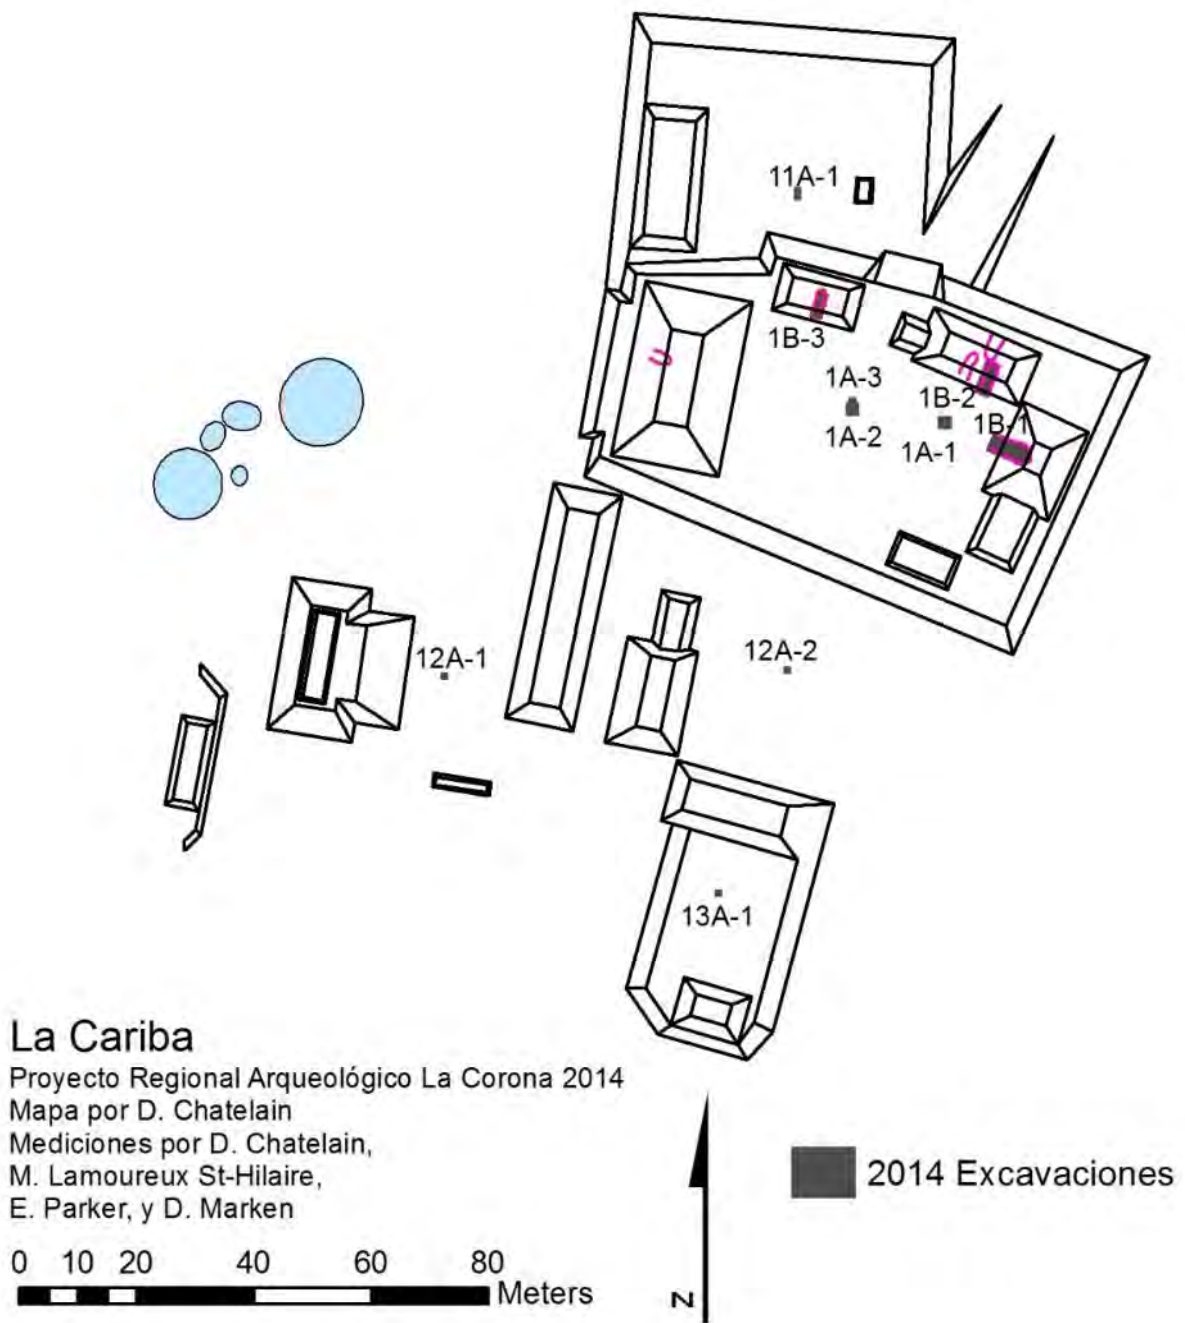 11A-1
1B-3
1A-3
1B-2
1A-2
1B-1
1A-1
12A-1
12A-2
13A-1
La Cariba
Proyecto Regional Arqueológico La Corona 2014
Mapa por D. Chatelain
Mediciones por D. Chatelain,
M. Lamoureux St-Hilaire,
E. Parker, y D. Marken
2014 Excavaciones
0 10 20 40 60 80
Meters
N